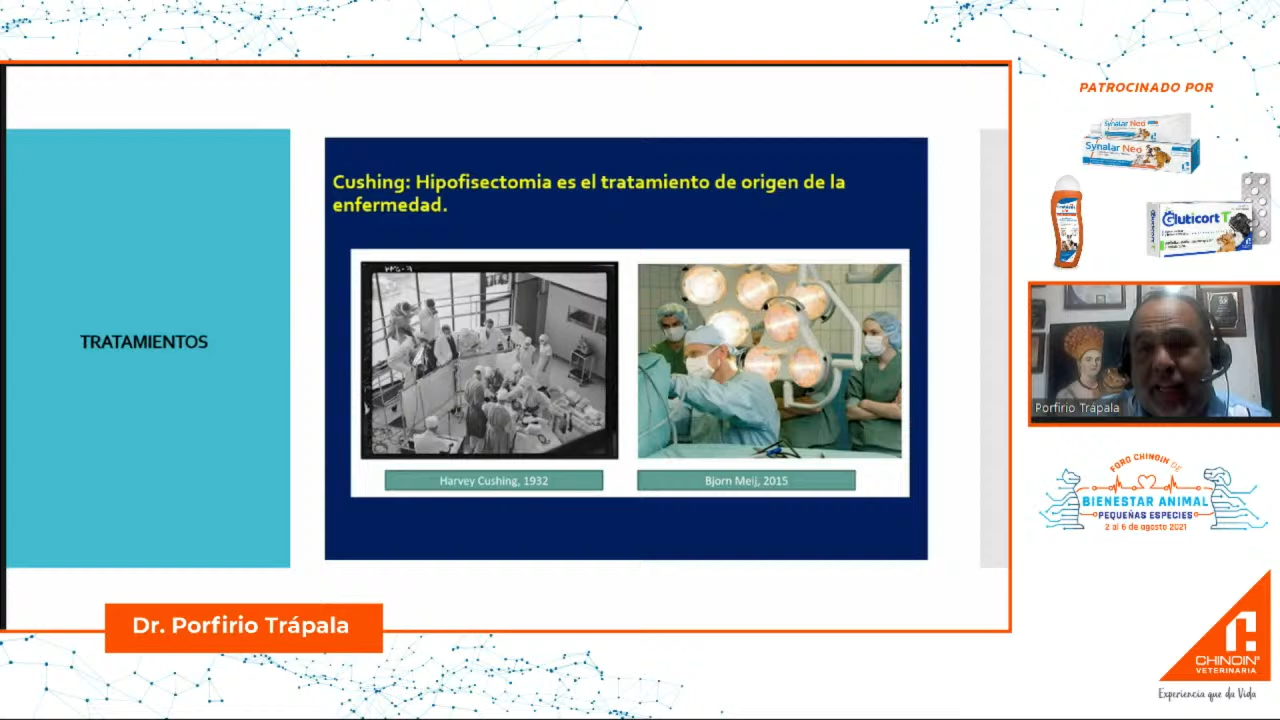 PATROCINADO POR
Synalar Neo
Synalar Neo
Gluticort T
TRATAMIENTOS
Cushing: Hipofisectomia es el tratamiento de origen de la
enfermedad.
Harvey Cushing, 1932
Bjorn Meij, 2015
Porfirio Trápala
FORO CHINOIN DE
BIENESTAR ANIMAL
PEQUEÑAS ESPECIES
2 al 6 de agosto 2021
Dr. Porfirio Trápala
CHINOIN
VETERINARIA
Experiencia que da Vida